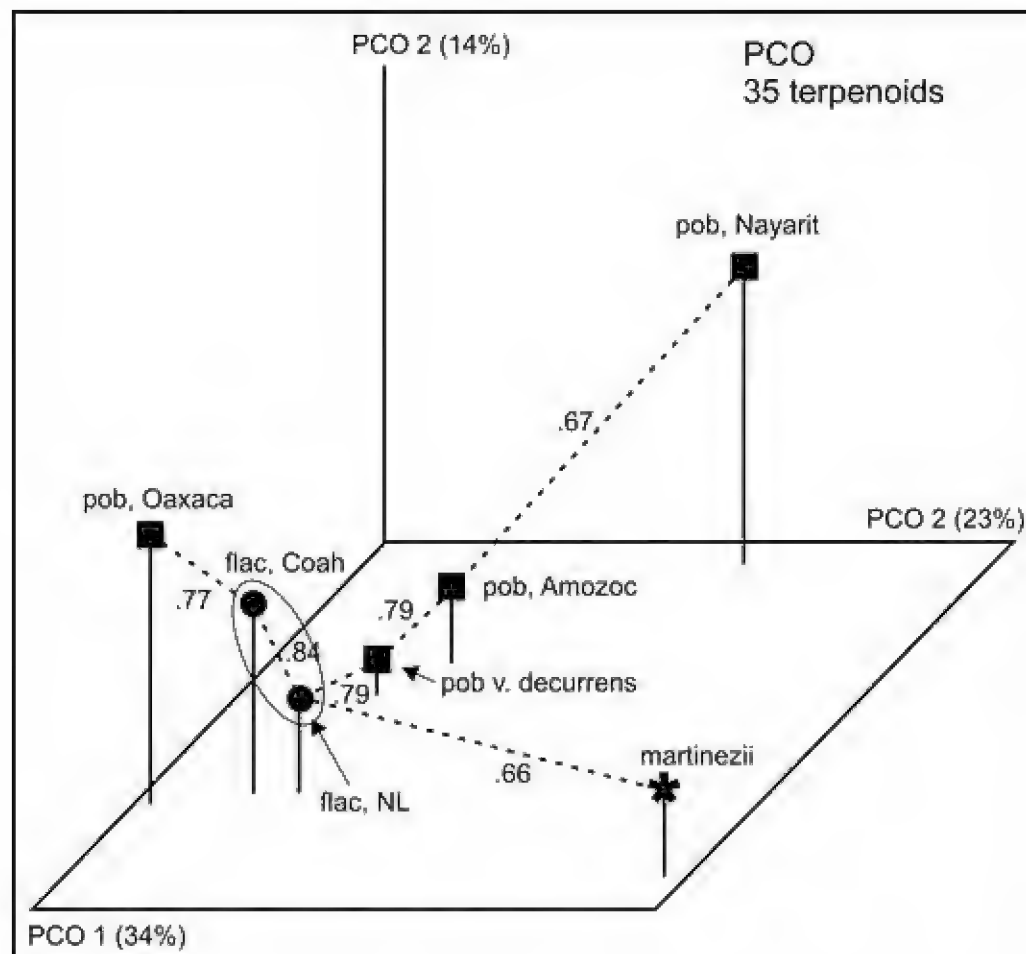 PCO 2 (14%)
PCO
35 terpenoids
pob, Nayarit
.67
pob, Oaxaca
PCO 2 (23%)
flac, Coah
pob, Amozoc
.77
.79
.84
pob v. decurrens
.79
martinezii
.66
flac, NL
PCO 1 (34%)